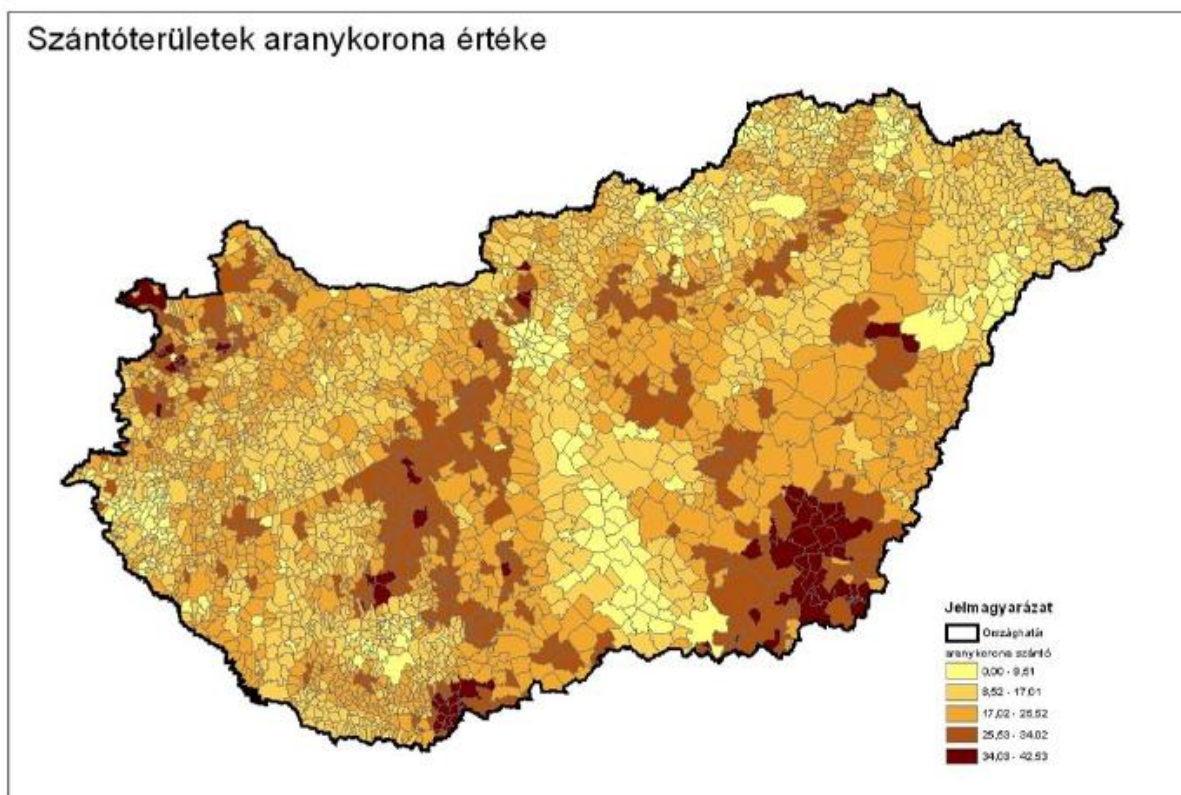 Szántóterületek aranykorona értéke
Jelmagyarázat
Országhatár
aranykorona szántó
0,00 - 8,51
8,52 - 17,01
17,02 - 25,52
25,53 - 34,02
34,03 - 42,53